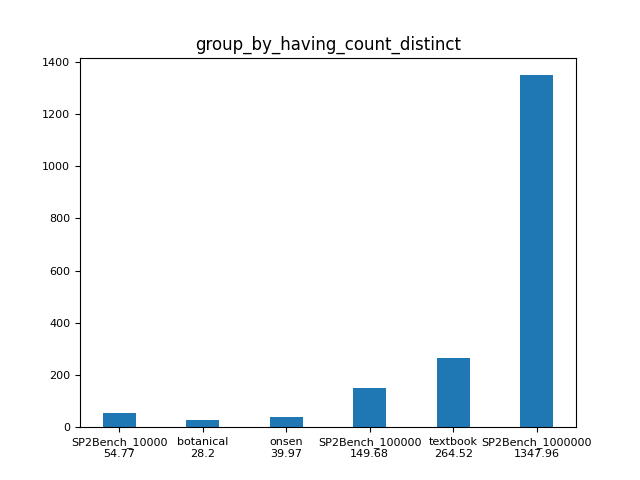 group_by_having_count_distinct
1400
1200
1000
800
600
400
200
0
SP2Bench_10000 botanical onsen SP2Bench_100000 textbook SP2Bench_1000000
54.77 28.2 39.97 149.68 264.52 1347.96